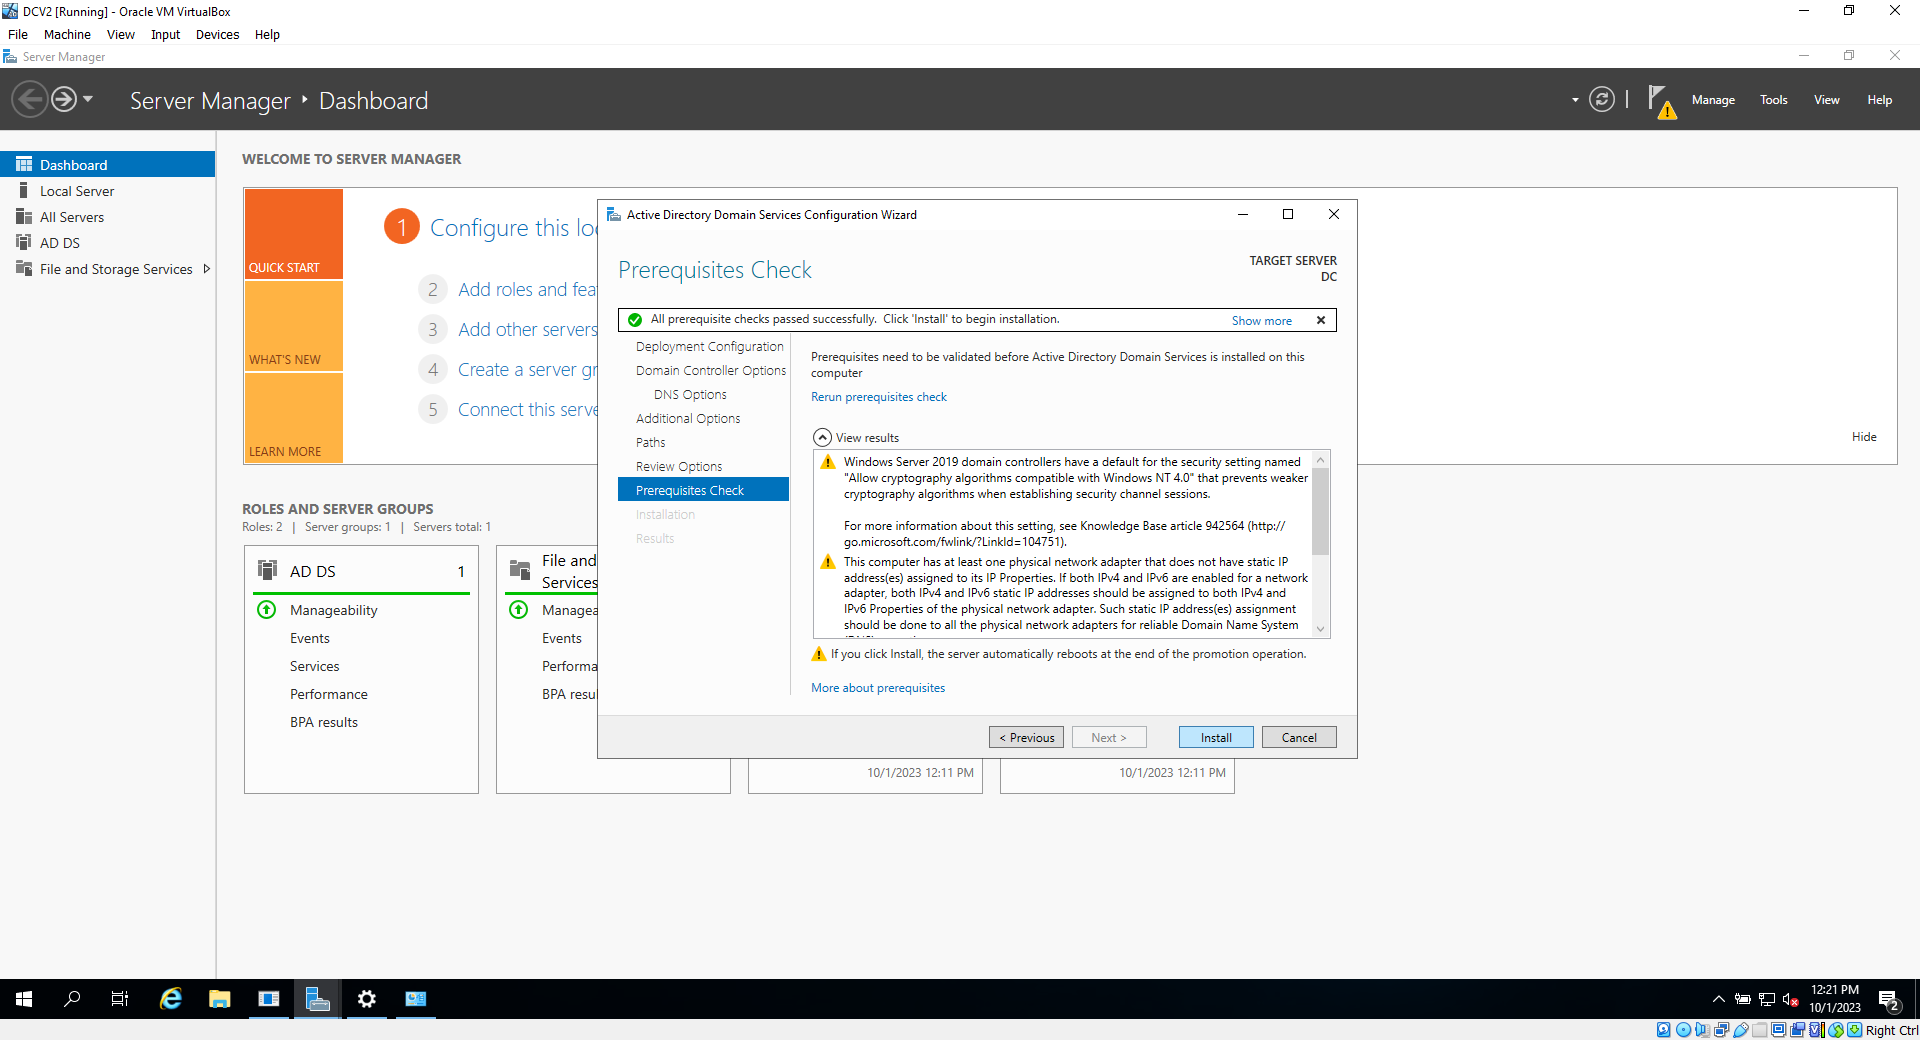 DCV2 [Running] - Oracle VM VirtualBox
File Machine View Input Devices Help
Server Manager
Server Manager Dashboard
Manage Tools View Help
Dashboard
Local Server
All Servers
AD DS
File and Storage Services
WELCOME TO SERVER MANAGER
QUICK START
WHAT'S NEW
LEARN MORE
1 Configure this lo
2 Add roles and fea
3 Add other servers
4 Create a server gr
5 Connect this serve
Hide
ROLES AND SERVER GROUPS
Roles: 2 | Server groups: 1 | Servers total: 1
AD DS 1
Manageability
Events
Services
Performance
BPA results
File and
Services
Managea
Events
Performa
BPA resu
10/1/2023 12:11 PM
10/1/2023 12:11 PM
Active Directory Domain Services Configuration Wizard
Prerequisites Check
TARGET SERVER
DC
All prerequisite checks passed successfully. Click 'Install' to begin installation.
Show more
Deployment Configuration
Domain Controller Options
DNS Options
Additional Options
Paths
Review Options
Prerequisites Check
Installation
Results
Prerequisites need to be validated before Active Directory Domain Services is installed on this
computer
Rerun prerequisites check
View results
Windows Server 2019 domain controllers have a default for the security setting named
"Allow cryptography algorithms compatible with Windows NT 4.0" that prevents weaker
cryptography algorithms when establishing security channel sessions.
For more information about this setting, see Knowledge Base article 942564 (http://
go.microsoft.com/fwlink/?LinkId=104751).
This computer has at least one physical network adapter that does not have static IP
address(es) assigned to its IP Properties. If both IPv4 and IPv6 are enabled for a network
adapter, both IPv4 and IPv6 static IP addresses should be assigned to both IPv4 and
IPv6 Properties of the physical network adapter. Such static IP address(es) assignment
should be done to all the physical network adapters for reliable Domain Name System
If you click Install, the server automatically reboots at the end of the promotion operation.
More about prerequisites
< Previous
Next >
Install
Cancel
12:21 PM
10/1/2023
2
Right Ctrl